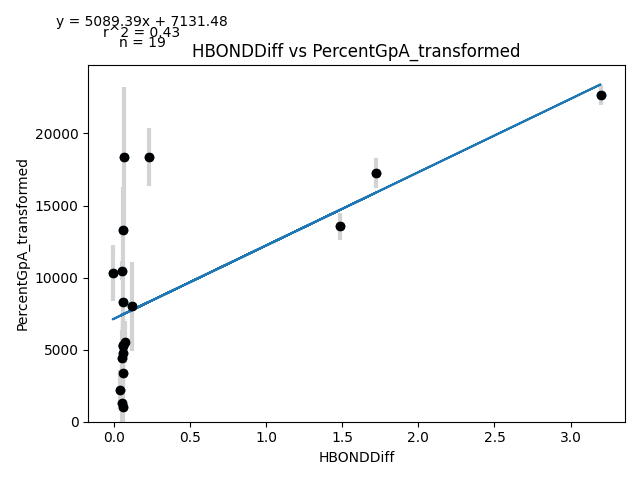 y = 5089.39x + 7131.48
r^2 = 0.43
n = 19
HBONDDiff vs PercentGpA_transformed
PercentGpA_transformed
20000
15000
10000
5000
0
0.0 0.5 1.0 1.5 2.0 2.5 3.0
HBONDDiff